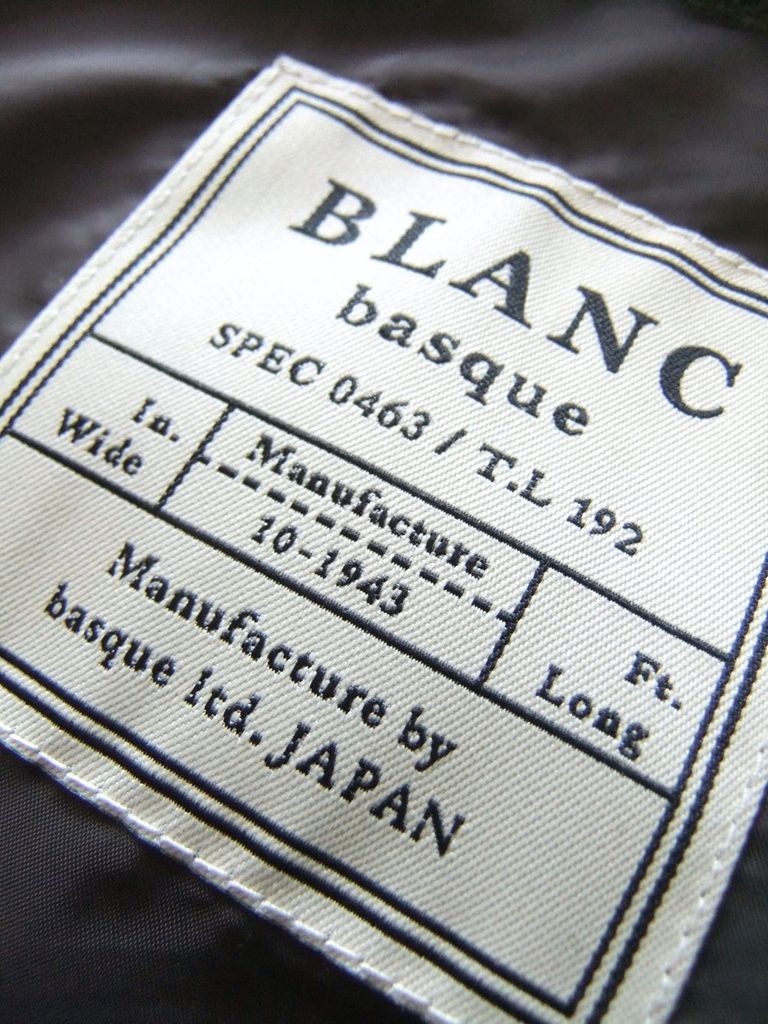 BLANC
basque
SPEC 0463 / T.L 192
In.
Wide
Manufacture
10-1943
Ft.
Long
Manufacture by
basque ltd. JAPAN